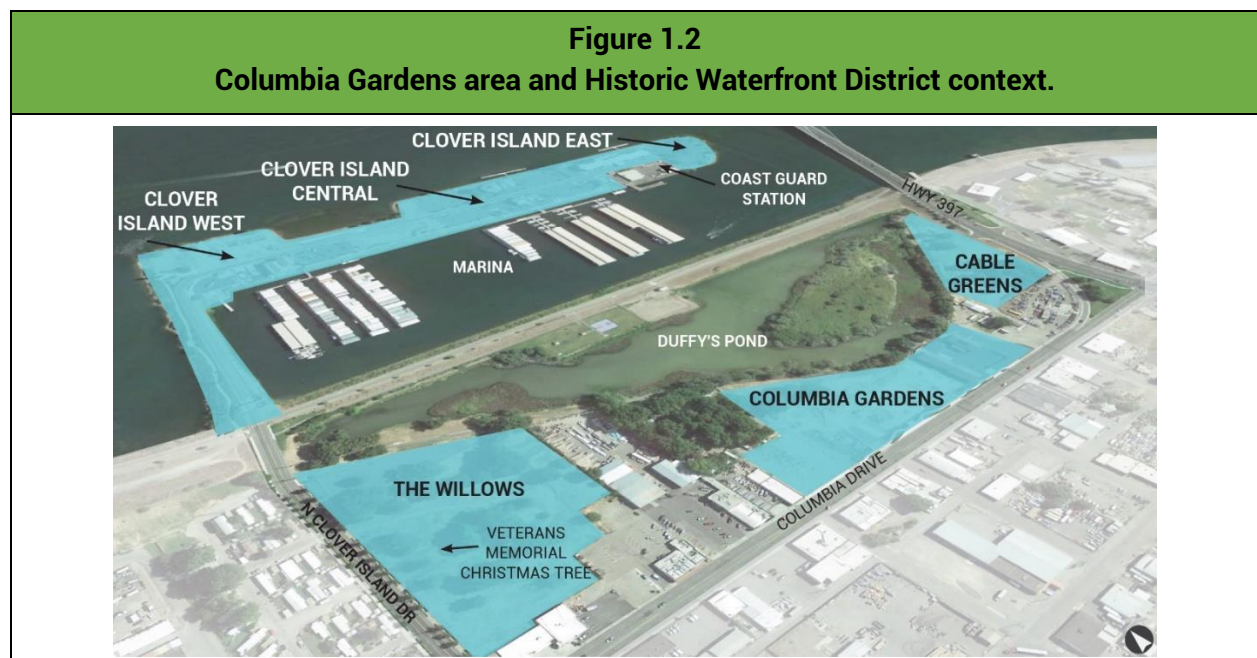 Figure 1.2
Columbia Gardens area and Historic Waterfront District context.
CLOVER ISLAND EAST
CLOVER ISLAND
CENTRAL
CLOVER
ISLAND WEST
COAST GUARD
STATION
HWY 397
MARINA
CABLE
GREENS
DUFFY'S POND
COLUMBIA GARDENS
THE WILLOWS
COLUMBIA DRIVE
VETERANS
MEMORIAL
CHRISTMAS TREE
N CLOVER ISLAND DR